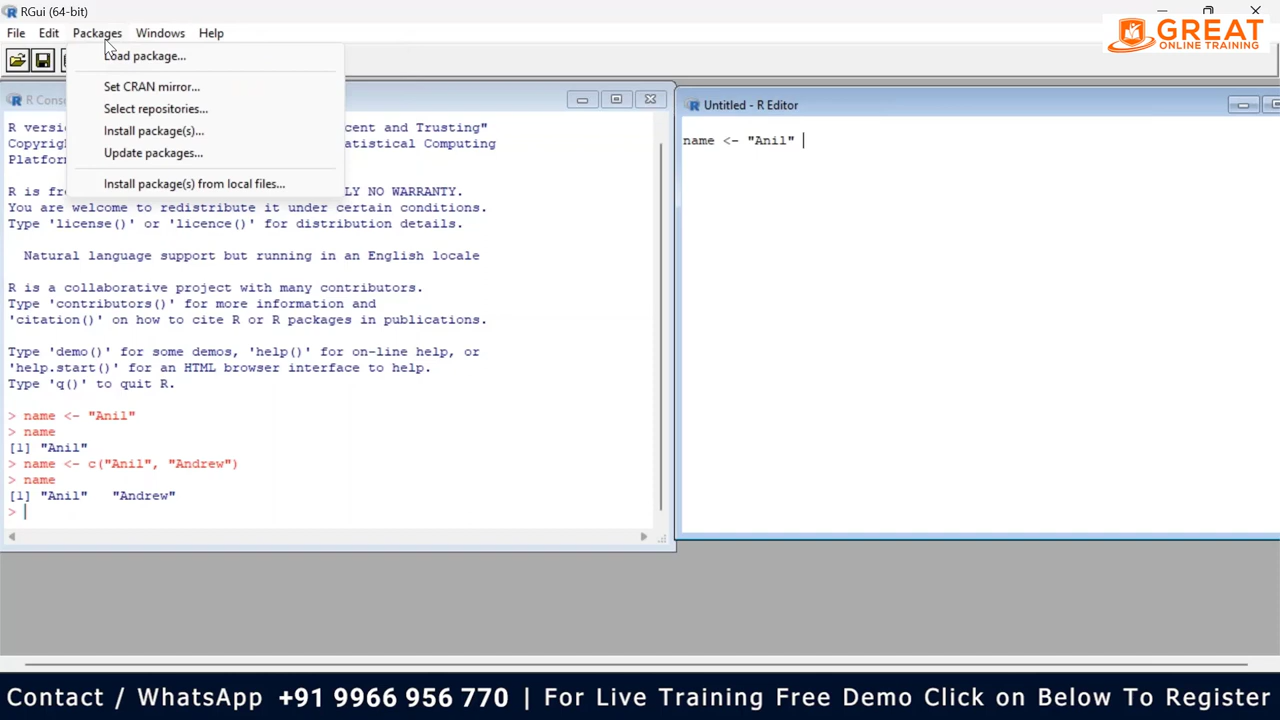 RGui (64-bit)
File Edit Packages Windows Help
GREAT
ONLINE TRAINING
Load package...
Set CRAN mirror...
Select repositories...
Install package(s)...
Update packages...
Install package(s) from local files...
R Cons
R versi cent and Trusting"
Copyrig tatistical Computing
Platfor
R is fre LY NO WARRANTY.
You are welcome to redistribute it under certain conditions.
Type 'license()' or 'licence()' for distribution details.
Natural language support but running in an English locale
R is a collaborative project with many contributors.
Type 'contributors()' for more information and
'citation()' on how to cite R or R packages in publications.
Type 'demo()' for some demos, 'help()' for on-line help, or
'help.start()' for an HTML browser interface to help.
Type 'q()' to quit R.
> name <- "Anil"
> name
[1] "Anil"
> name <- c("Anil", "Andrew")
> name
[1] "Anil"   "Andrew"
>
Untitled - R Editor
name <- "Anil"
Contact / WhatsApp +91 9966 956 770 | For Live Training Free Demo Click on Below To Register